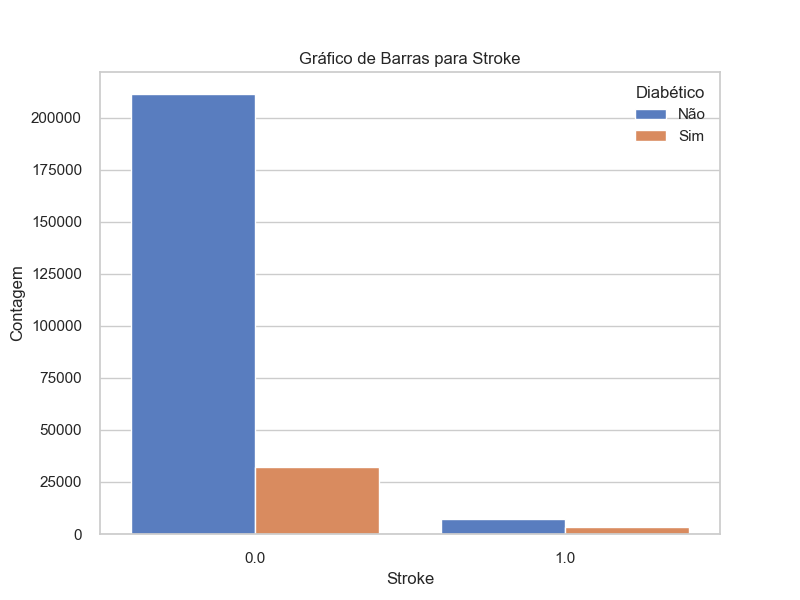 Gráfico de Barras para Stroke
Diabético
Não
Sim
200000
175000
150000
125000
100000
75000
50000
25000
0
Contagem
0.0
1.0
Stroke